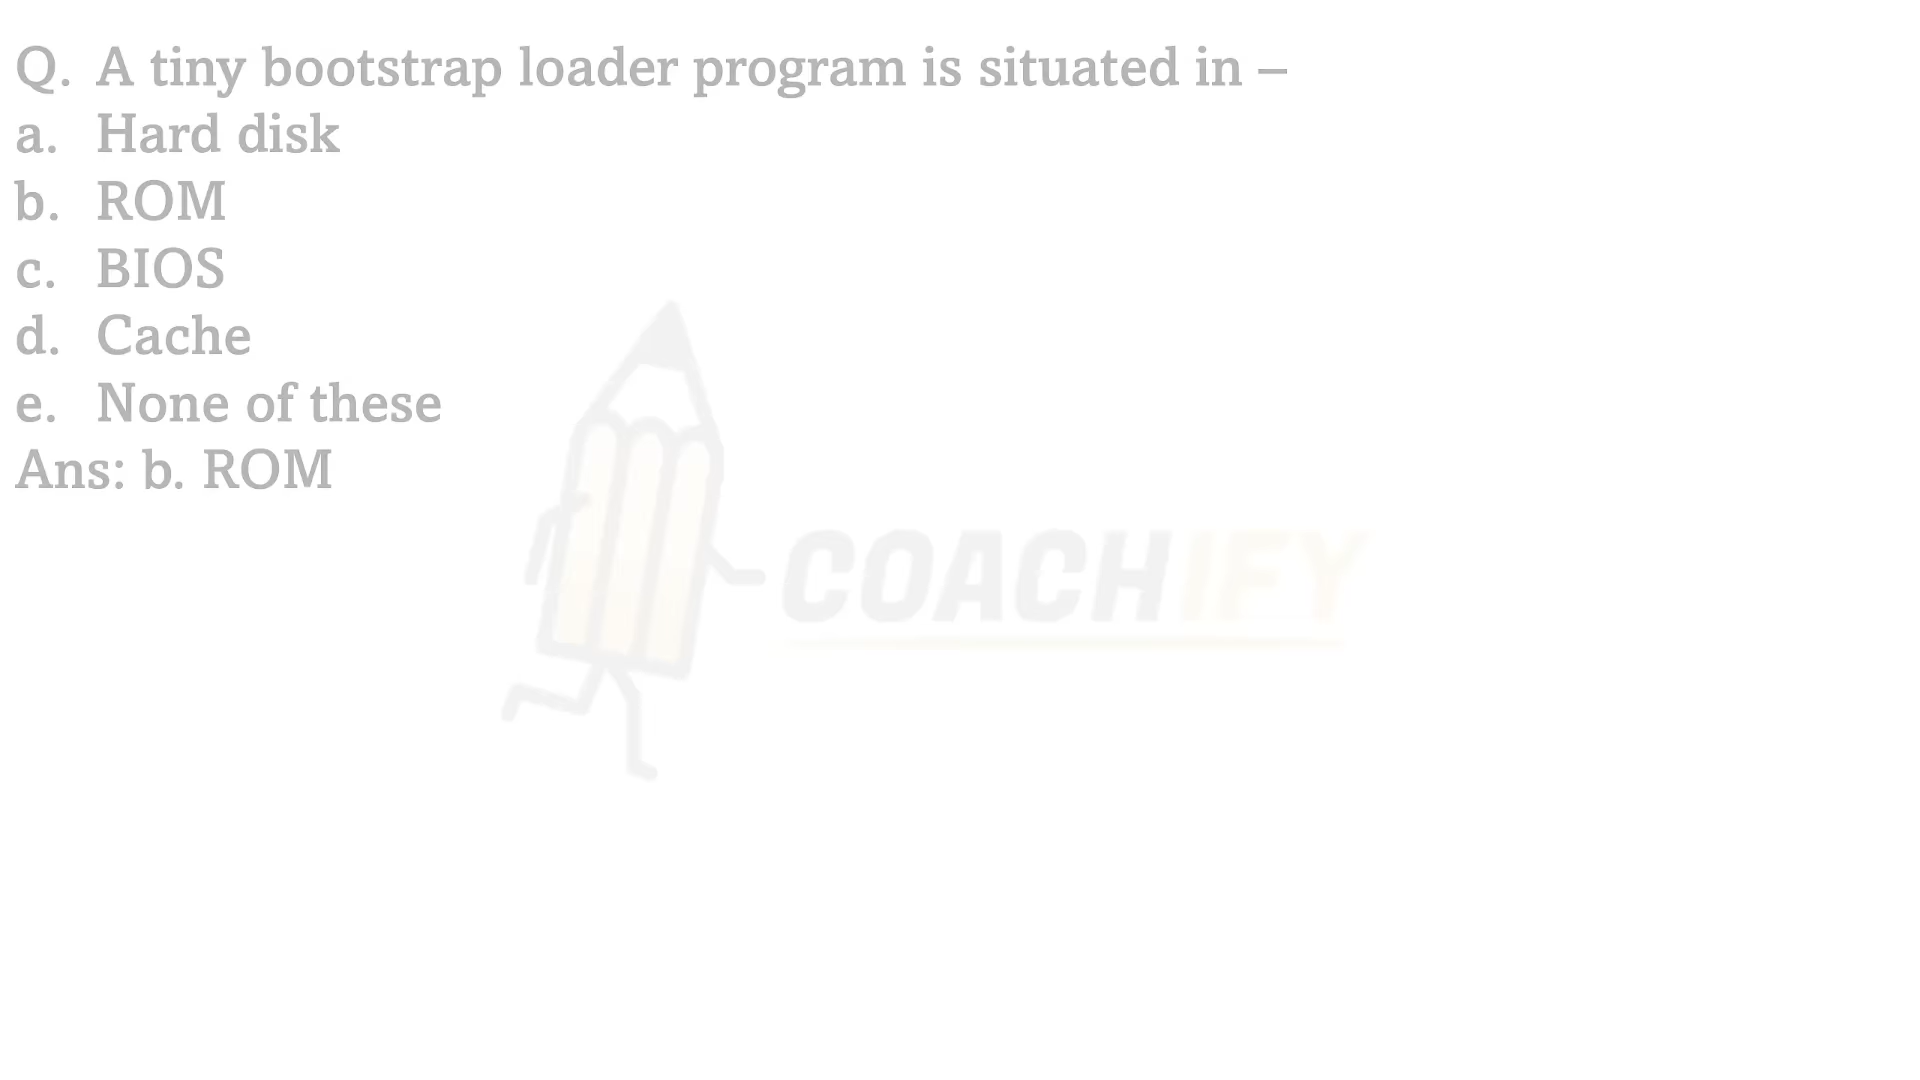 Q. A tiny bootstrap loader program is situated in –
a. Hard disk
b. ROM
c. BIOS
d. Cache
e. None of these
Ans: b. ROM
COACHIFY